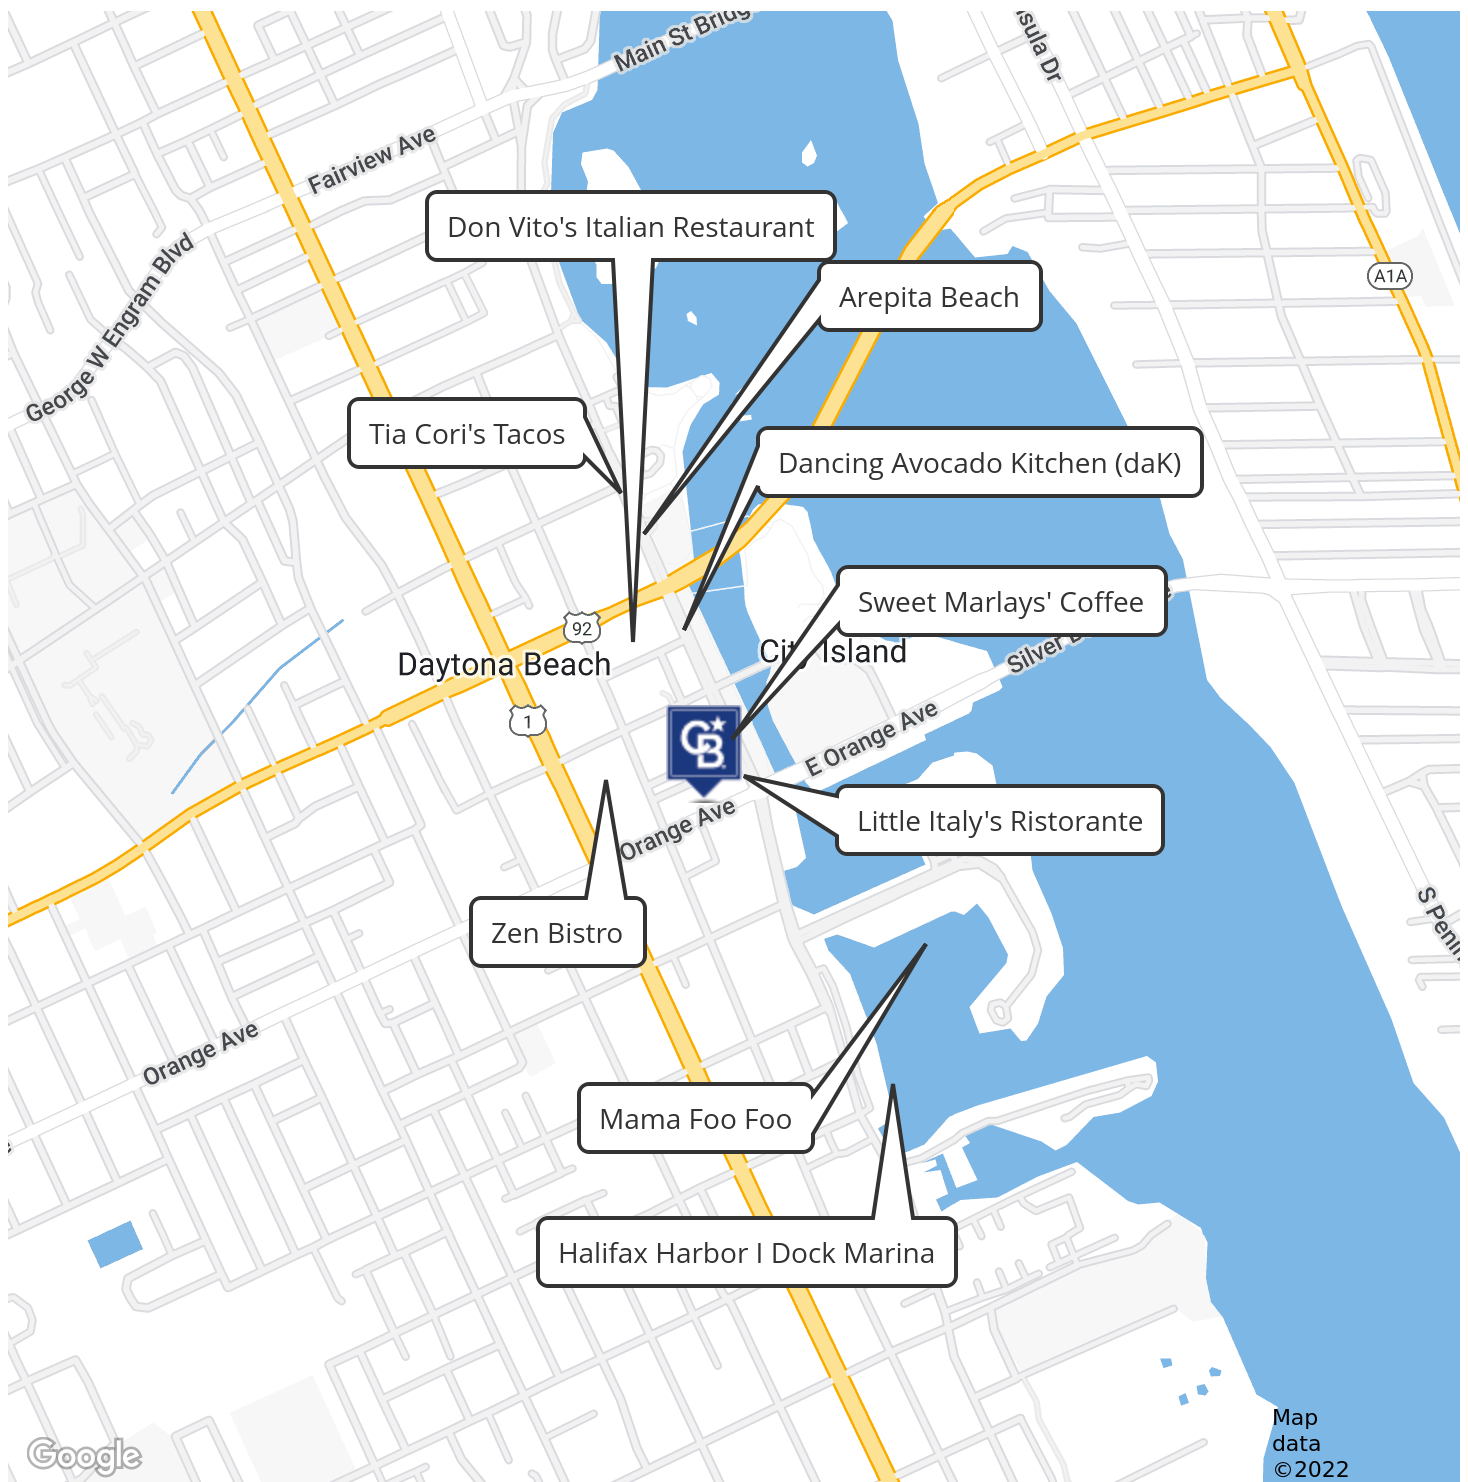 Main St Bridg
sula Dr
Fairview Ave
George W Engram Blvd
Don Vito's Italian Restaurant
Arepita Beach
A1A
Tia Cori's Tacos
Dancing Avocado Kitchen (daK)
Sweet Marlays' Coffee
92
Daytona Beach
City Island
Silver B
1
CB
E Orange Ave
Orange Ave
Little Italy's Ristorante
Zen Bistro
S Penin
Orange Ave
Mama Foo Foo
Halifax Harbor I Dock Marina
Google
Map
data
©2022